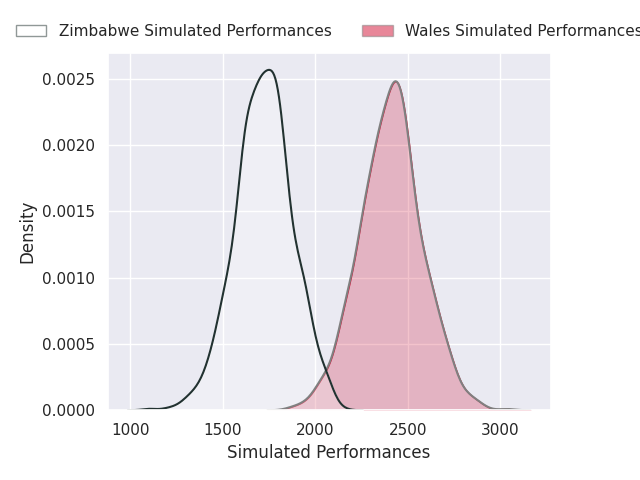 Zimbabwe Simulated Performances Wales Simulated Performances
0.0025
0.0020
0.0015
0.0010
0.0005
0.0000
Density
1000 1500 2000 2500 3000
Simulated Performances